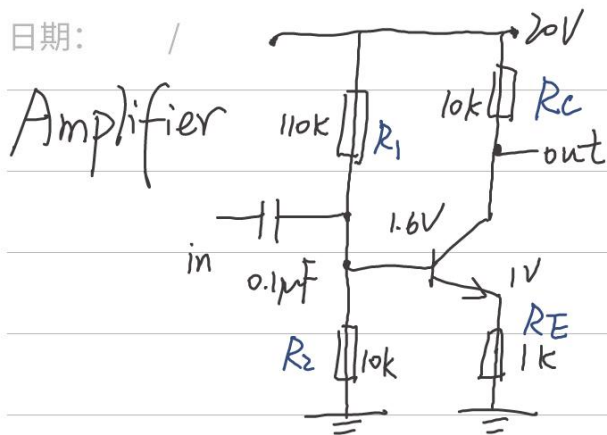 日期: /
20V
Amplifier
110K
R1
10K
RC
out
1.6V
in
0.1μF
1V
R2
10K
RE
1K